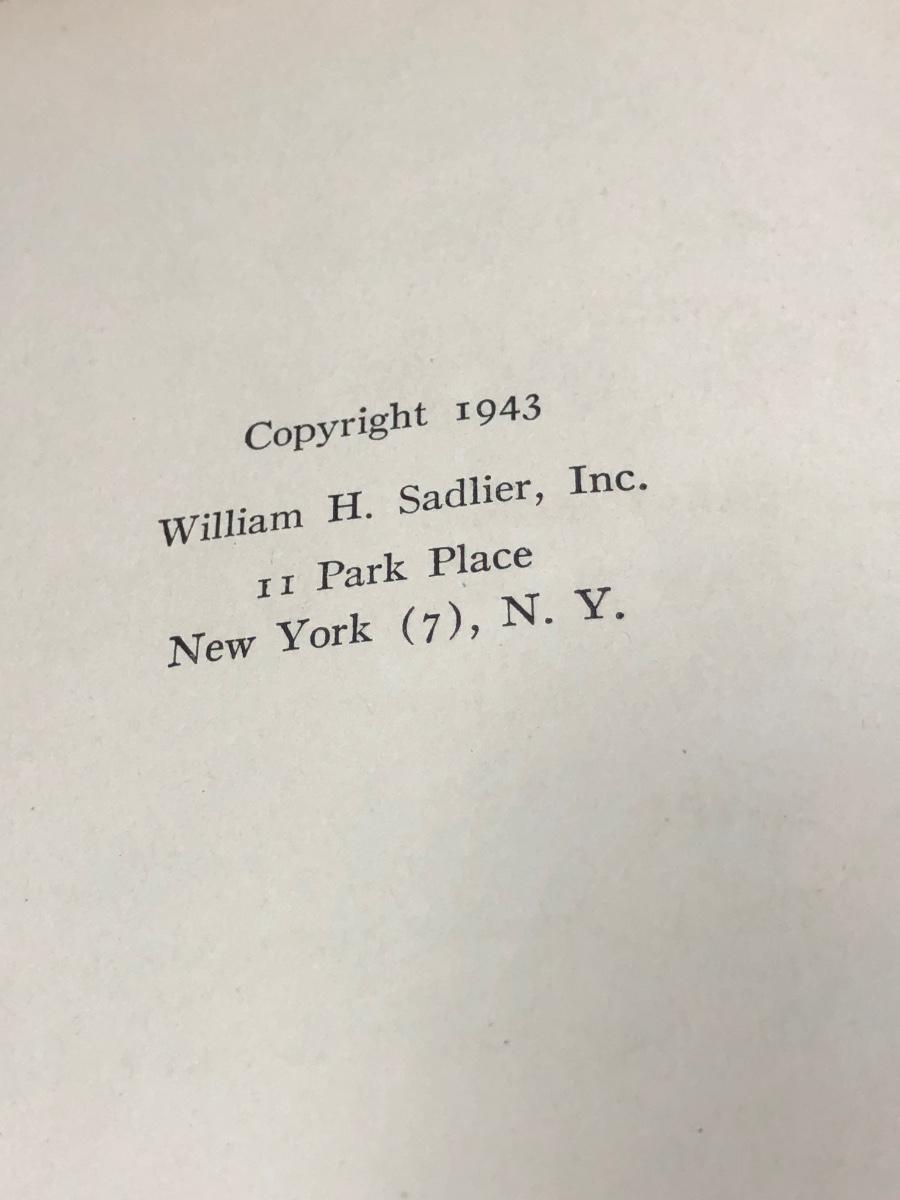 Copyright 1943
William H. Sadlier, Inc.
11 Park Place
New York (7), N. Y.